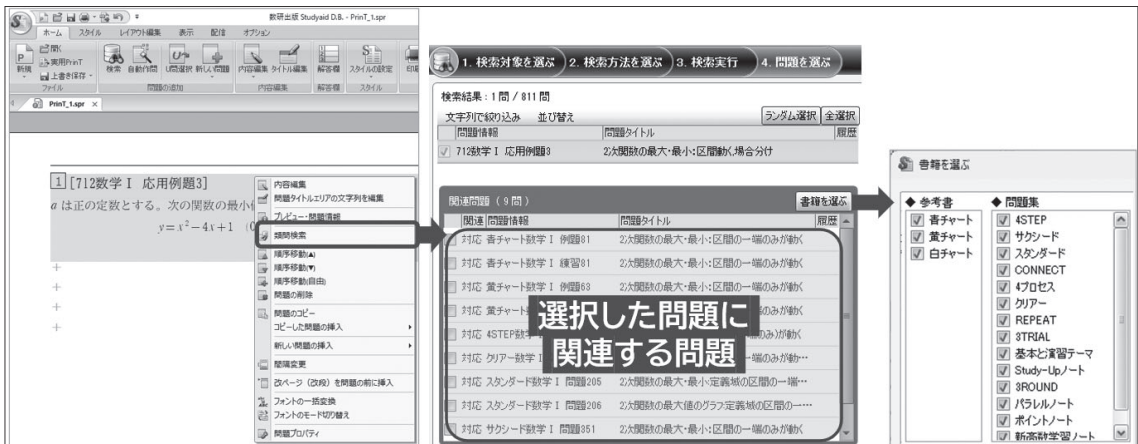 数研出版 Studyaid D.B. - PrinT_1.spr
ホーム スタイル レイアウト編集 表示 配信 オプション
新規
開く
実用PrinT
上書き保存
ファイル
検索 自動作問 U問選択 新しい問題
問題の追加
内容編集 タイトル編集
内容編集
解答欄
解答欄
スタイルの設定
スタイル
PrinT_1.spr ×
1 [712数学Ⅰ 応用例題3]
a は正の定数とする。次の関数の最小
y=x²-4x+1 (0
内容編集
問題タイトルエリアの文字列を編集
プレビュー・問題情報
類問検索
順序移動(▲)
順序移動(▼)
順序移動(自由)
問題の削除
問題のコピー
コピーした問題の挿入
新しい問題の挿入
間隔変更
改ページ（改段）を問題の前に挿入
フォントの一括変換
フォントのモード切り替え
問題プロパティ
1. 検索対象を選ぶ 2. 検索方法を選ぶ 3. 検索実行 4. 問題を選ぶ
検索結果：1問 / 811問
文字列で絞り込み 並び替え ランダム選択 全選択
問題情報 問題タイトル 履歴
712数学Ⅰ 応用例題3 2次関数の最大・最小：区間動く,場合分け
関連問題（9問） 書籍を選ぶ
関連 問題情報 問題タイトル 履歴
対応 青チャート数学Ⅰ 例題81 2次関数の最大・最小：区間の一端のみが動く
対応 青チャート数学Ⅰ 練習81 2次関数の最大・最小：区間の一端のみが動く
対応 黄チャート数学Ⅰ 例題63 2次関数の最大・最小：区間の一端のみが動く
対応 黄チャート
対応 4STEP数学
対応 クリアー数学Ⅰ
選択した問題に
関連する問題
対応 スタンダード数学Ⅰ 問題205 2次関数の最大・最小：定義域の区間の一端…
対応 スタンダード数学Ⅰ 問題206 2次関数の最大値のグラフ：定義域の区間の一…
対応 サクシード数学Ⅰ 問題351 2次関数の最大・最小：区間の一端のみが動く
書籍を選ぶ
◆ 参考書
青チャート
黄チャート
白チャート
◆ 問題集
4STEP
サクシード
スタンダード
CONNECT
4プロセス
クリアー
REPEAT
3TRIAL
基本と演習テーマ
Study-Upノート
3ROUND
パラレルノート
ポイントノート
新高数学習ノート